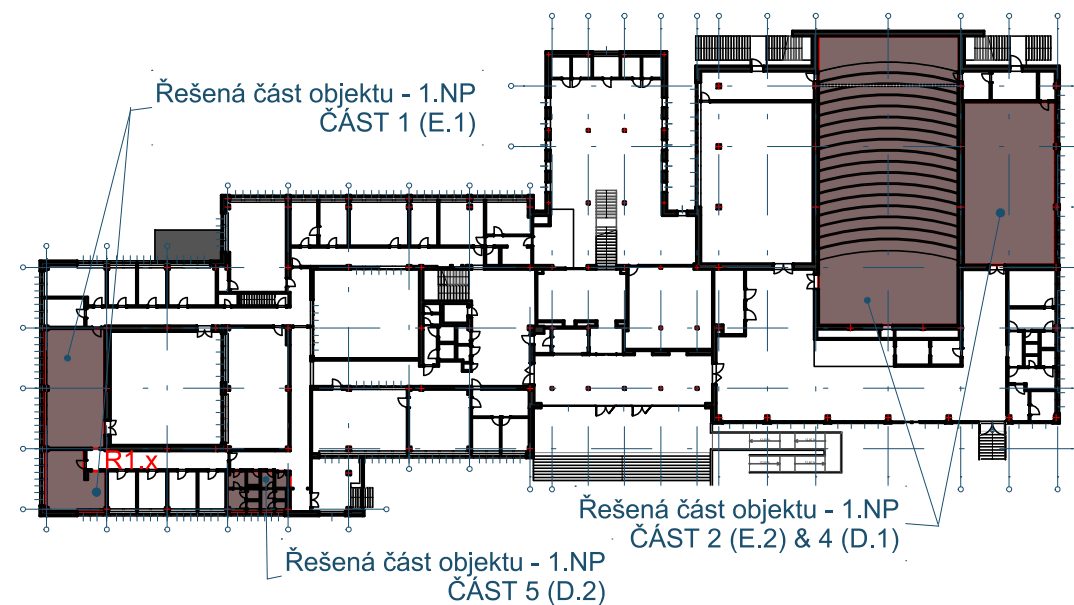 Řešená část objektu - 1.NP
ČÁST 1 (E.1)
R1.x
Řešená část objektu - 1.NP
ČÁST 2 (E.2) & 4 (D.1)
Řešená část objektu - 1.NP
ČÁST 5 (D.2)